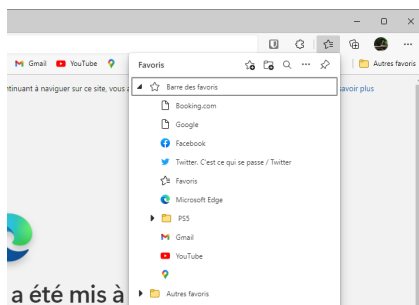 Gmail YouTube Autres favoris
Favoris
ntinuant à naviguer sur ce site, vous a
savoir plus
Barre des favoris
Booking.com
Google
Facebook
Twitter. C'est ce qui se passe / Twitter
Favoris
Microsoft Edge
PS5
Gmail
YouTube
Autres favoris
a été mis à